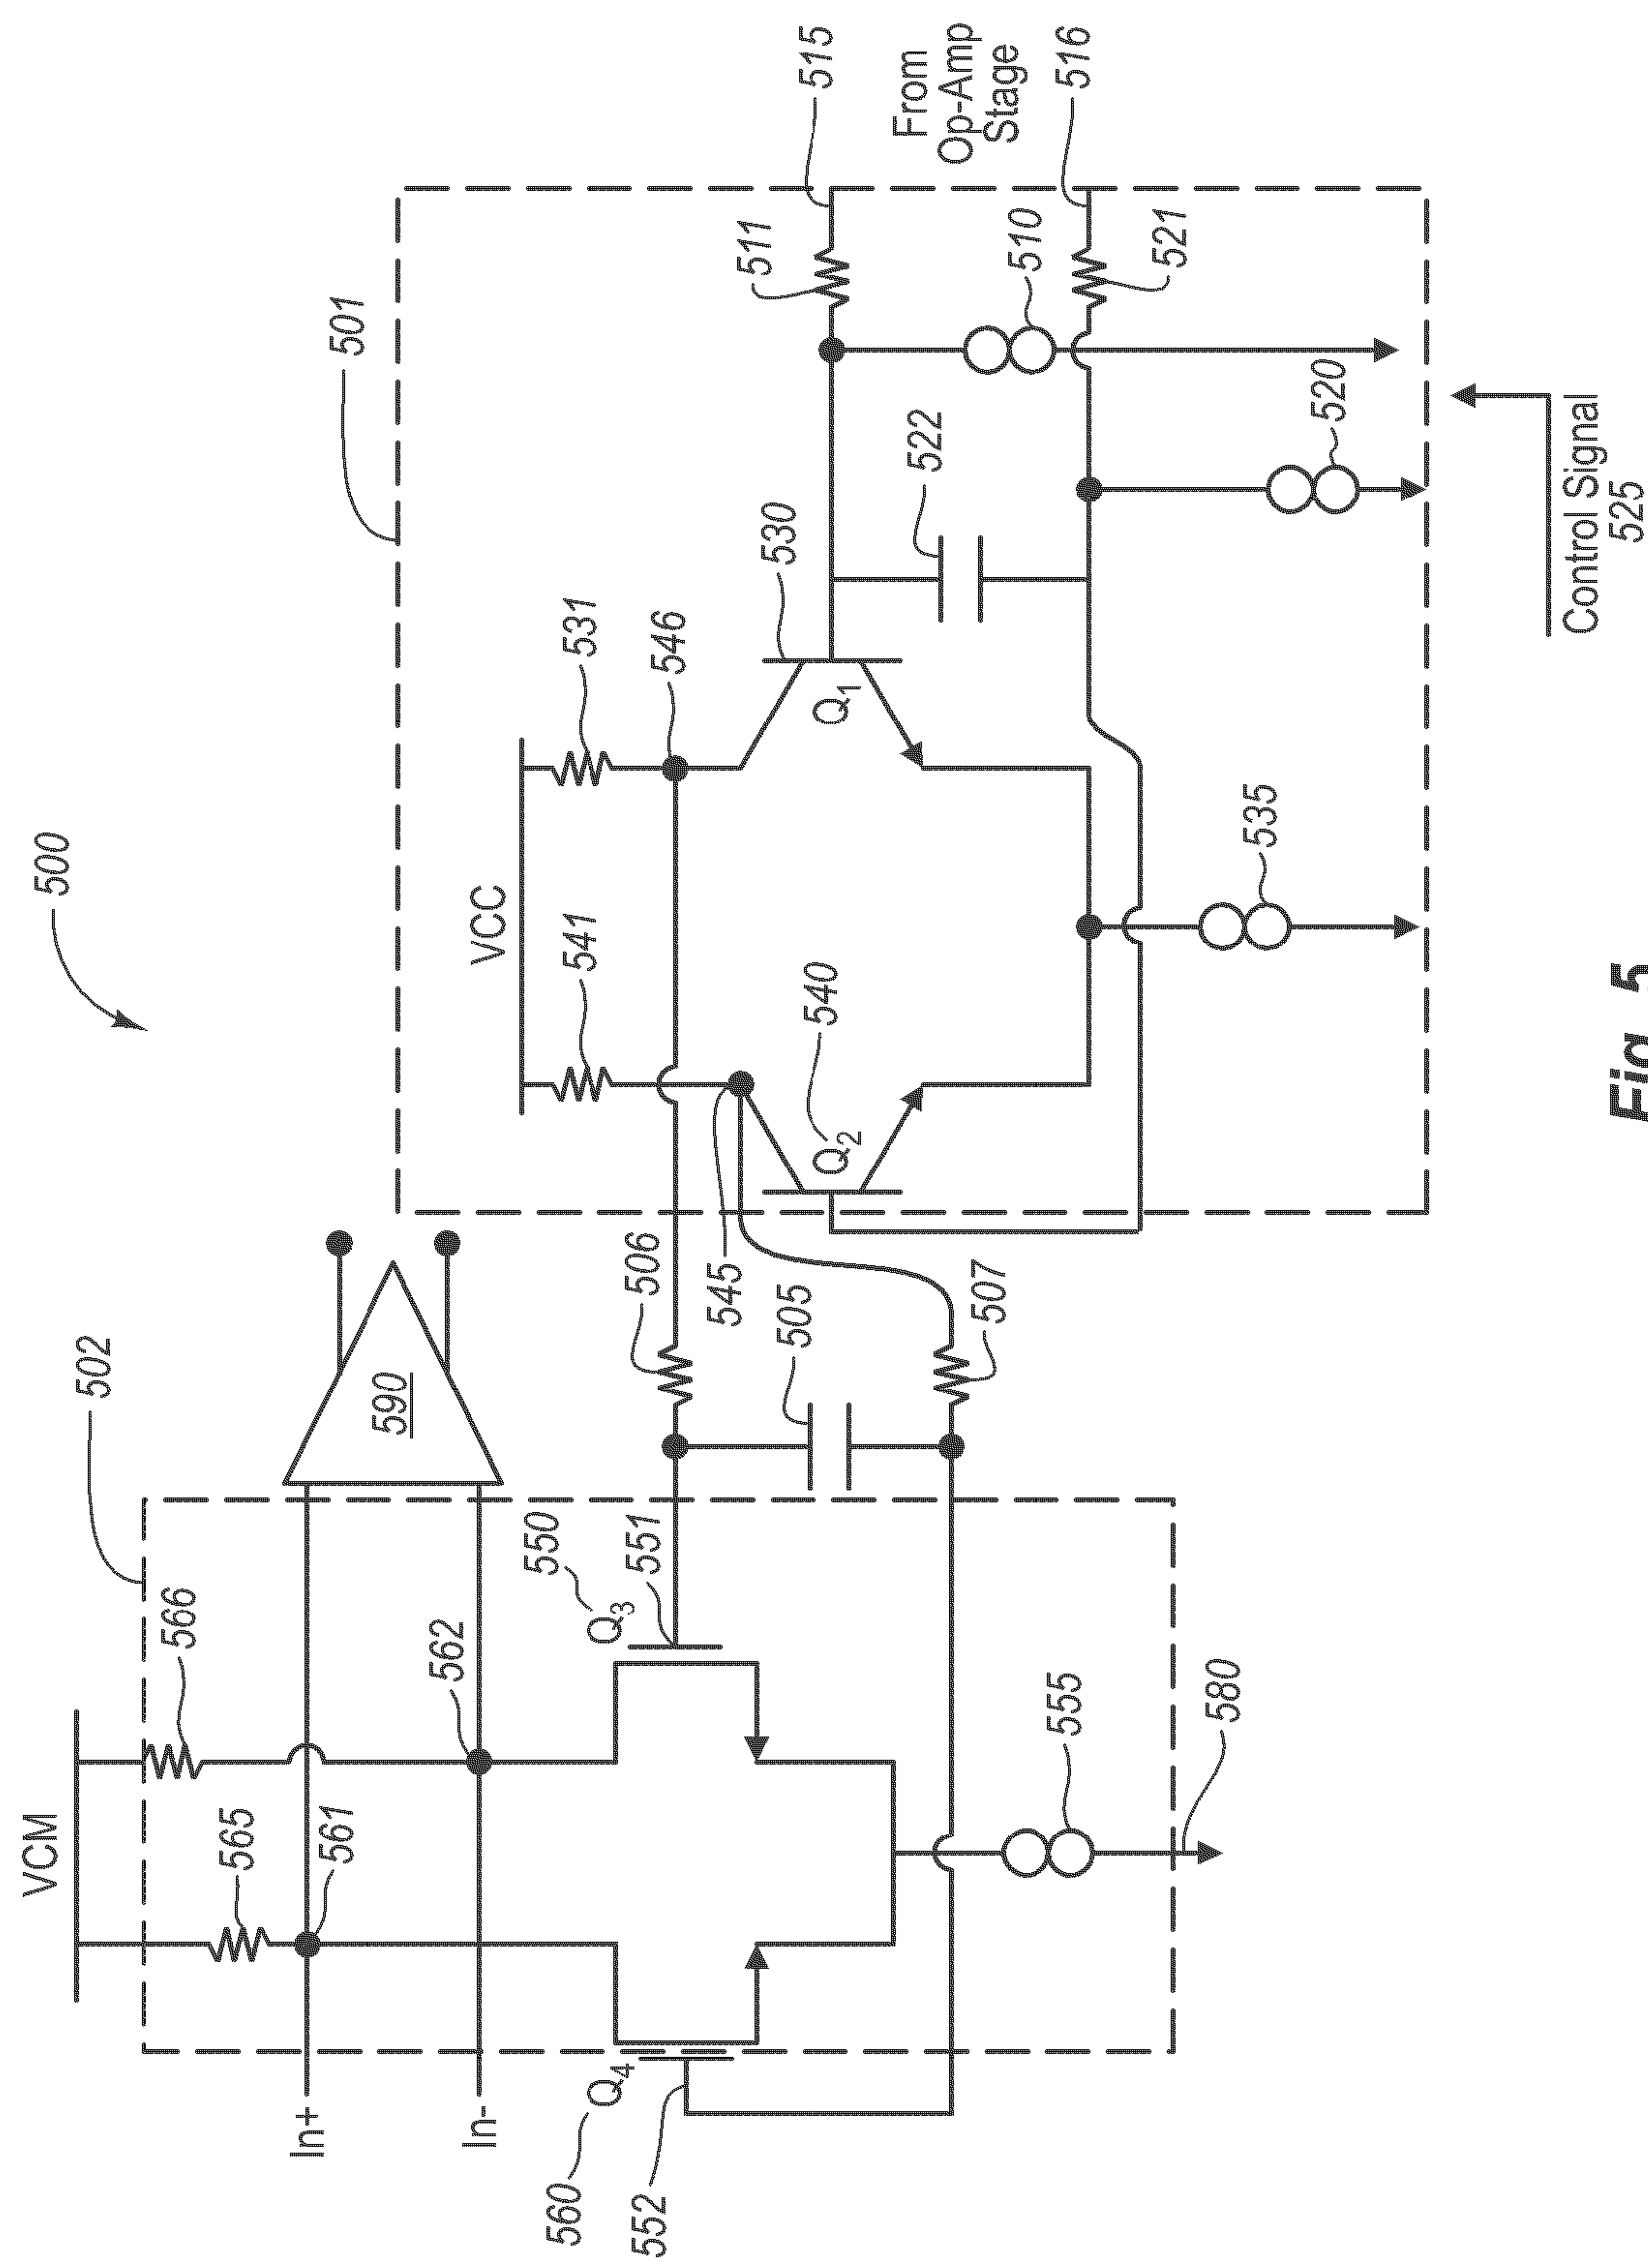 500
502
501
VCM
566
565
561
562
590
VCC
541
531
546
506
545
505
507
550
Q3
551
560
Q4
552
In+
In-
555
580
Q2
540
Q1
530
522
511
515
From
Op-Amp
Stage
516
510
521
520
535
Control Signal
525
Fig. 5